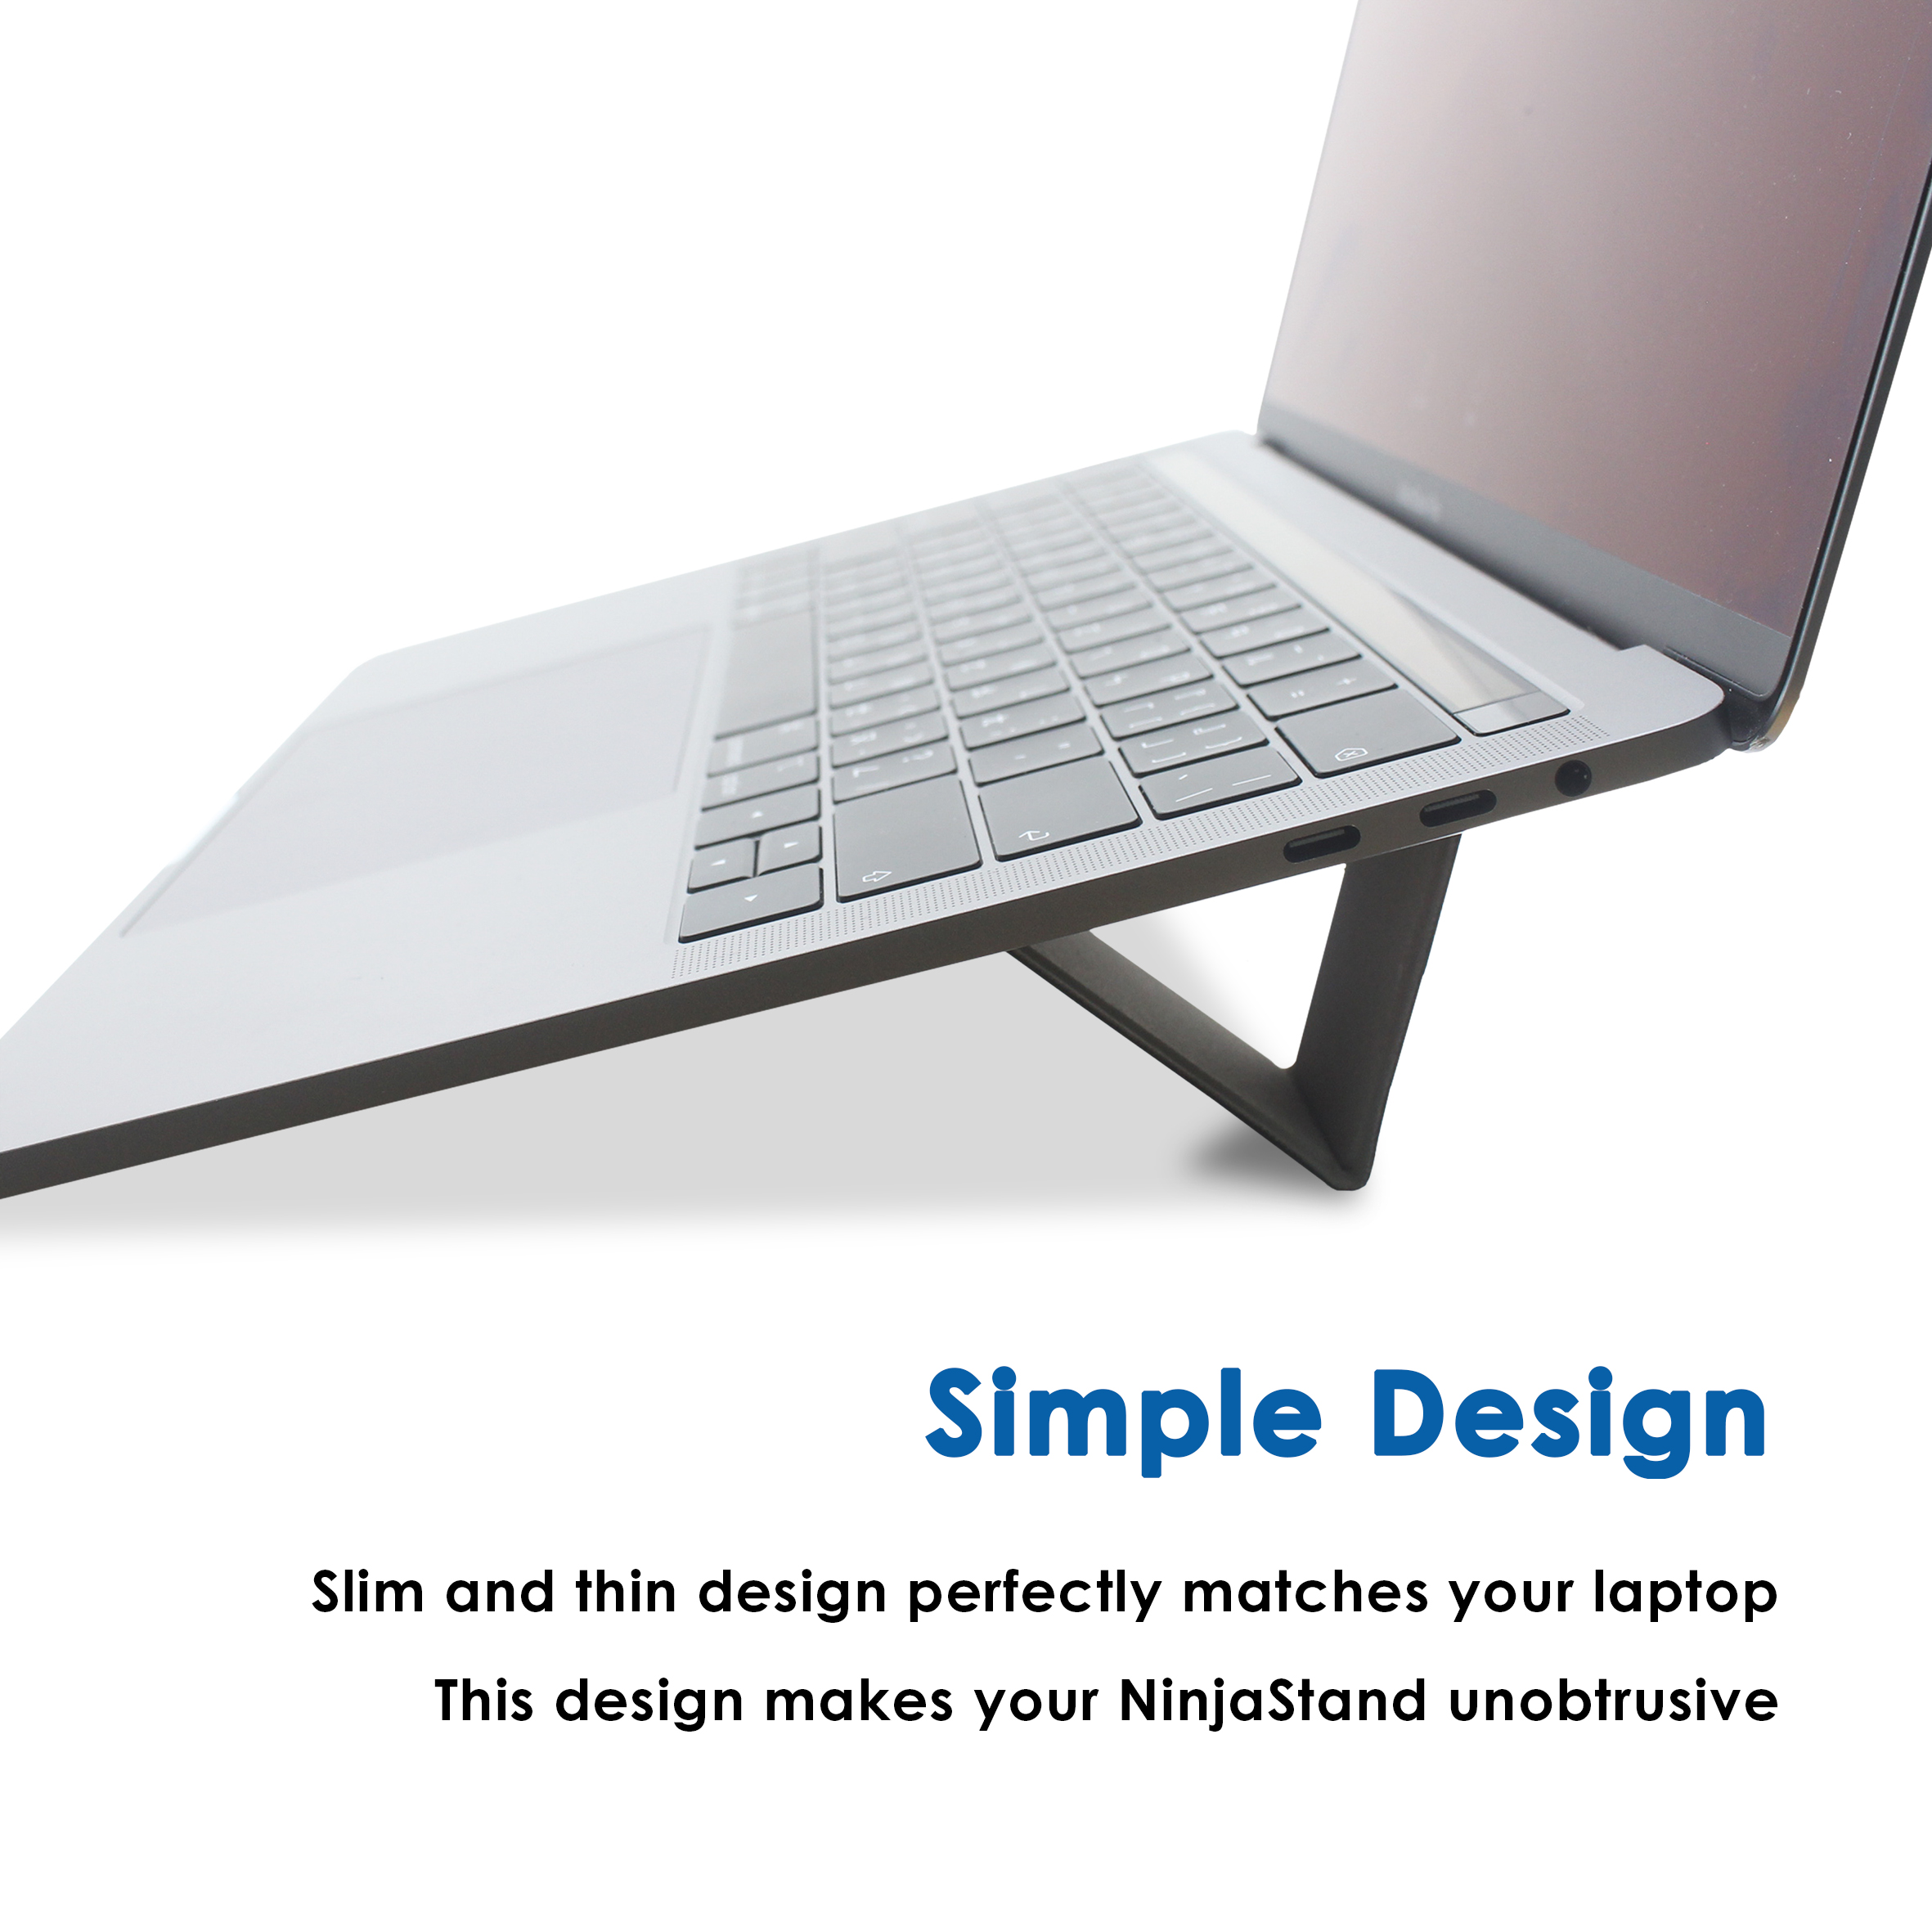 Simple Design
Slim and thin design perfectly matches your laptop
This design makes your NinjaStand unobtrusive